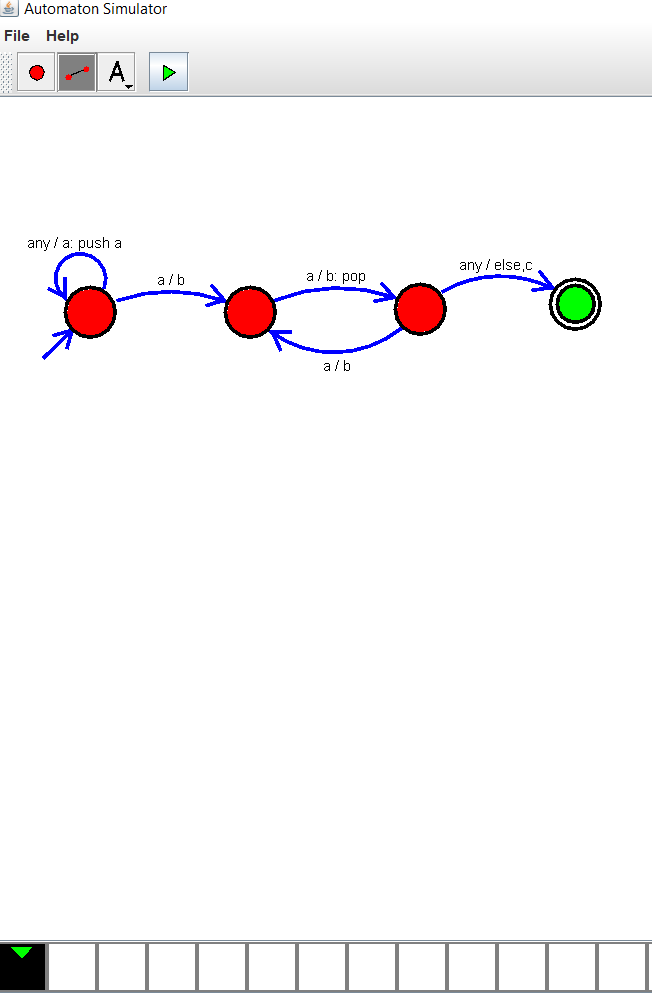 Automaton Simulator
File Help
A
any / a: push a
a / b
a / b: pop
any / else,c
a / b